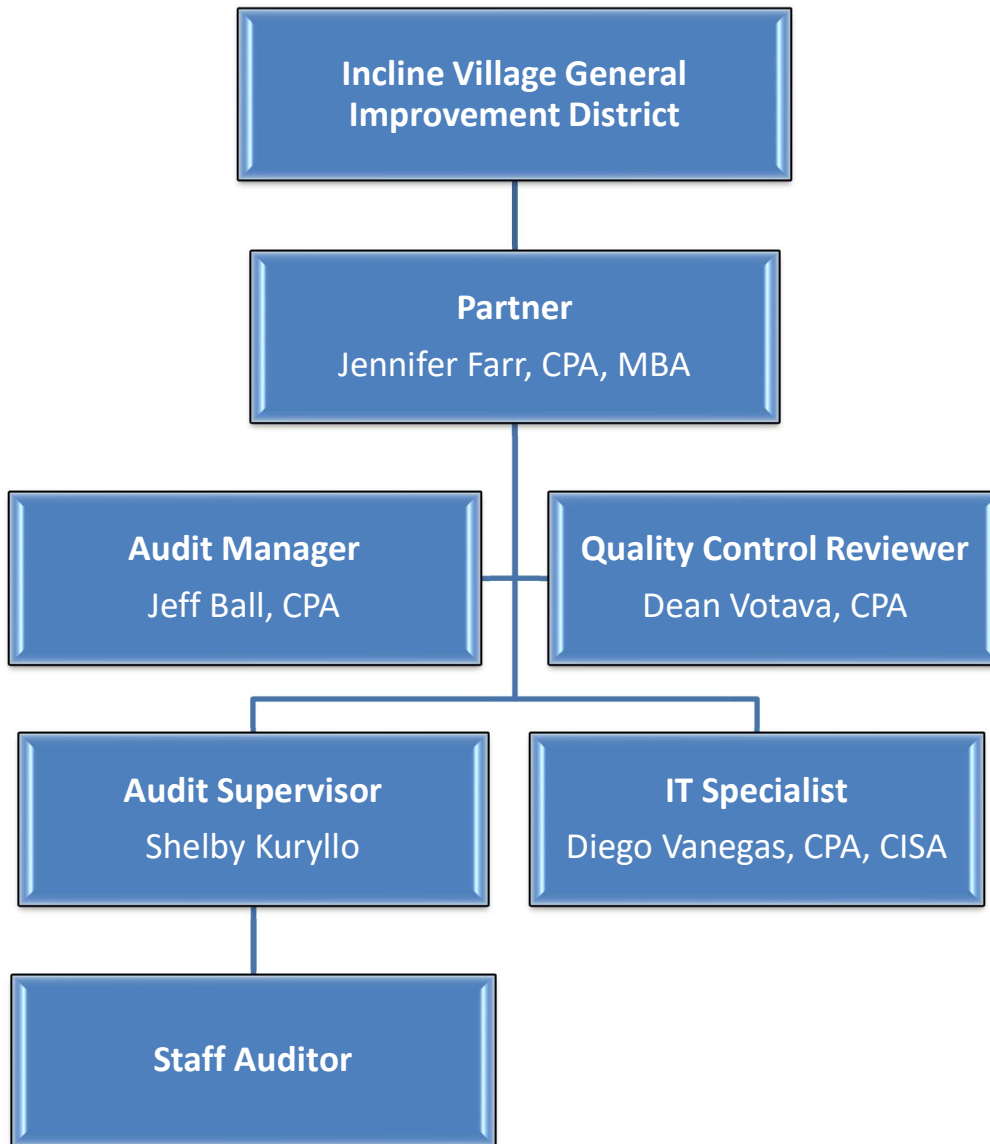 Incline Village General
Improvement District
Partner
Jennifer Farr, CPA, MBA
Audit Manager
Jeff Ball, CPA
Quality Control Reviewer
Dean Votava, CPA
Audit Supervisor
Shelby Kuryllo
IT Specialist
Diego Vanegas, CPA, CISA
Staff Auditor